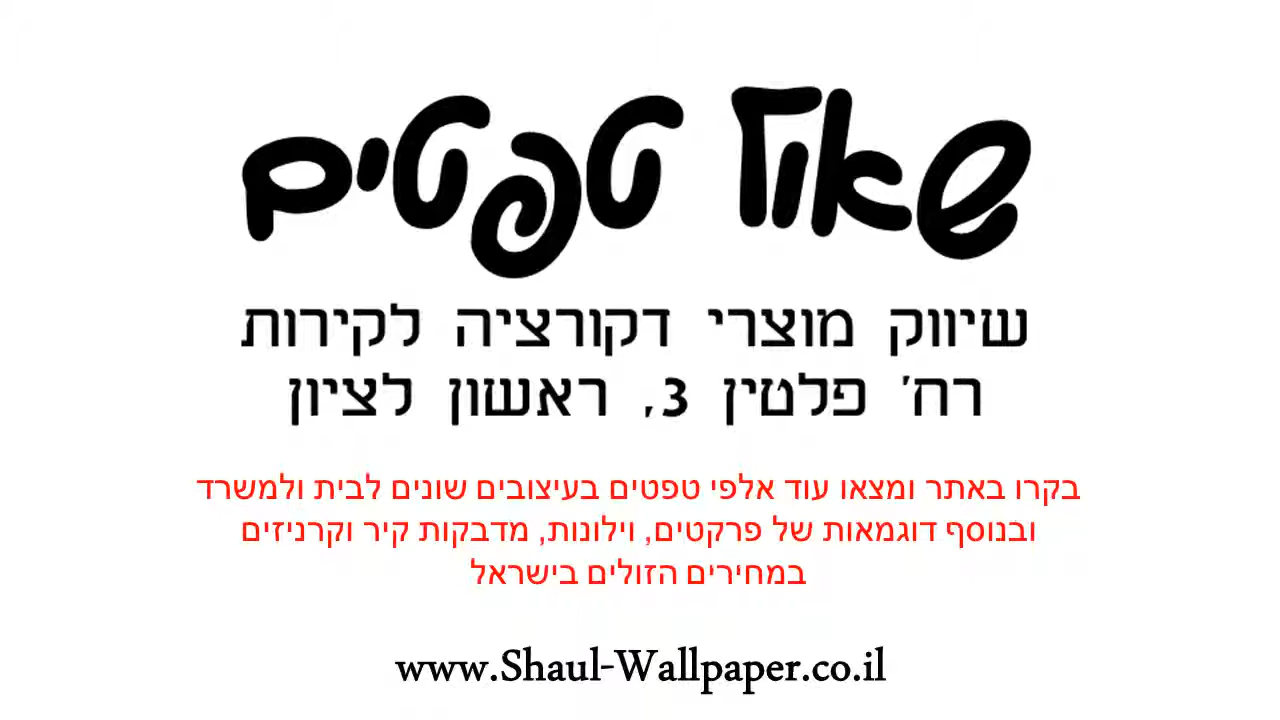 שאול טפטים
שיווק מוצרי דקורציה לקירות
רח' פלטין 3, ראשון לציון
בקרו באתר ומצאו עוד אלפי טפטים בעיצובים שונים לבית ולמשרד
ובנוסף דוגמאות של פרקטים, וילונות, מדבקות קיר וקרניזים
במחירים הזולים בישראל
www.Shaul-Wallpaper.co.il